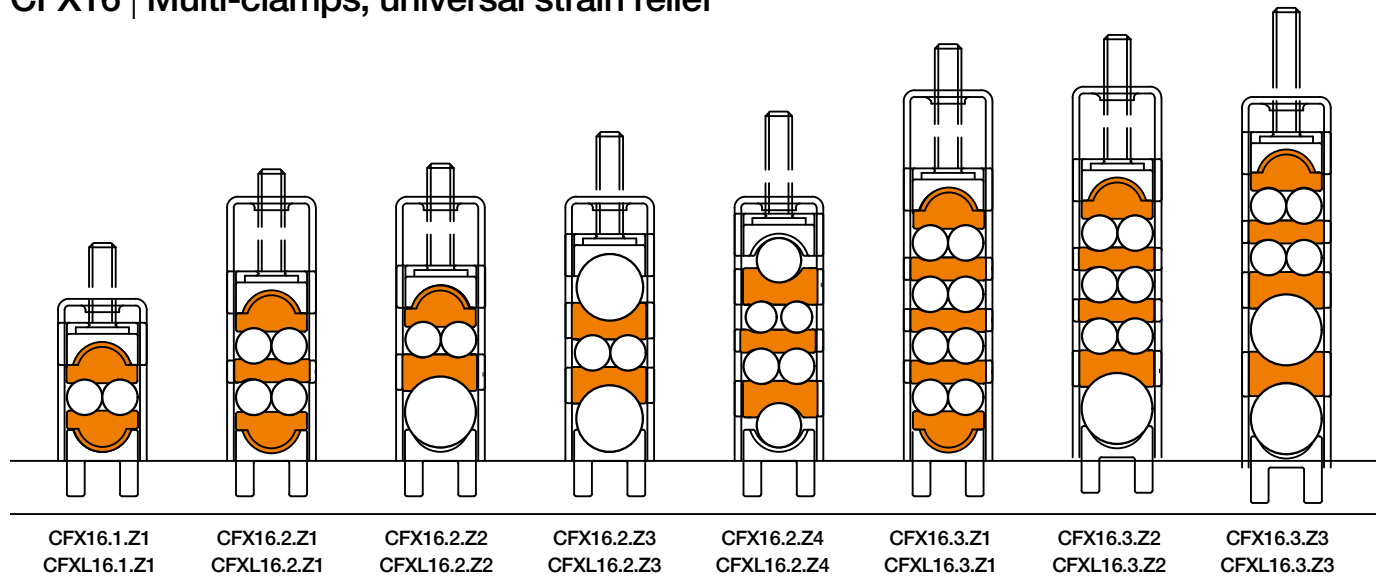 CFX16 | Multi-clamps, universal strain relief
CFX16.1.Z1 CFX16.2.Z1 CFX16.2.Z2 CFX16.2.Z3 CFX16.2.Z4 CFX16.3.Z1 CFX16.3.Z2 CFX16.3.Z3
CFXL16.1.Z1 CFXL16.2.Z1 CFXL16.2.Z2 CFXL16.2.Z3 CFXL16.2.Z4 CFXL16.3.Z1 CFXL16.3.Z2 CFXL16.3.Z3